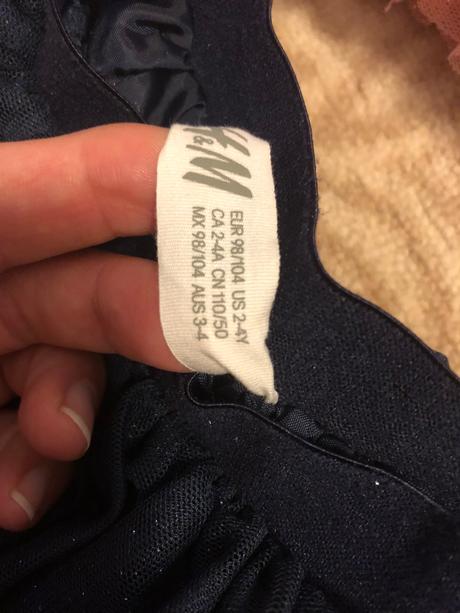 H&M
EUR 98/104 US 2-4Y
CA 2-4A CN 110/50
MX 98/104 AUS 3-4